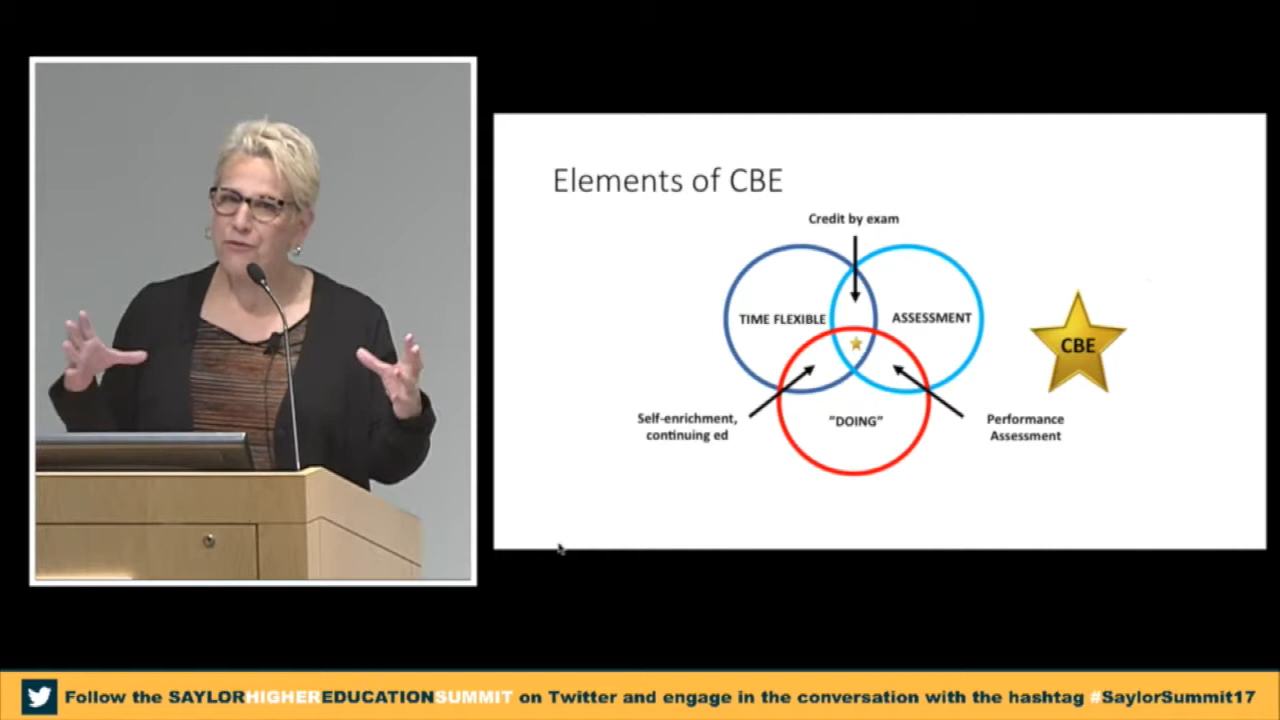 Elements of CBE
Credit by exam
TIME FLEXIBLE
ASSESSMENT
CBE
Self-enrichment,
continuing ed
"DOING"
Performance
Assessment
Follow the SAYLORHIGHEREDUCATIONSUMMIT on Twitter and engage in the conversation with the hashtag #SaylorSummit17